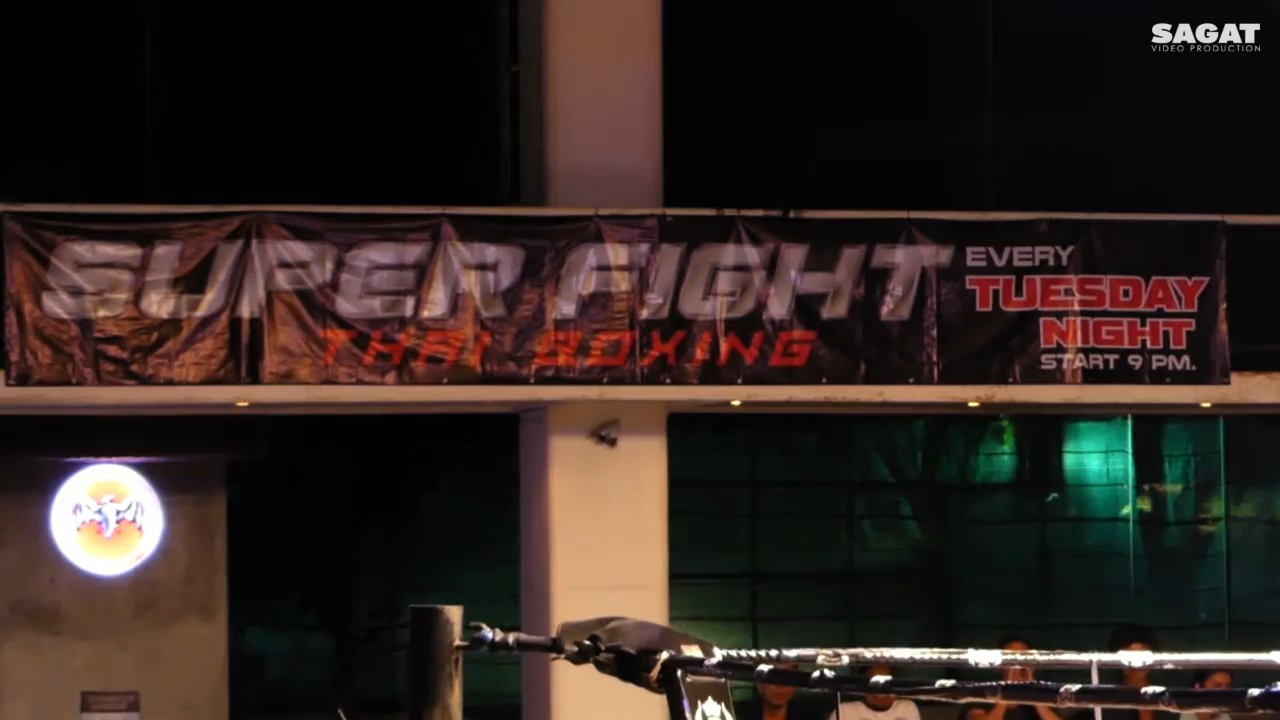 SAGAT
VIDEO PRODUCTION
SUPER FIGHT
THAI BOXING
EVERY
TUESDAY
NIGHT
START 9 PM.